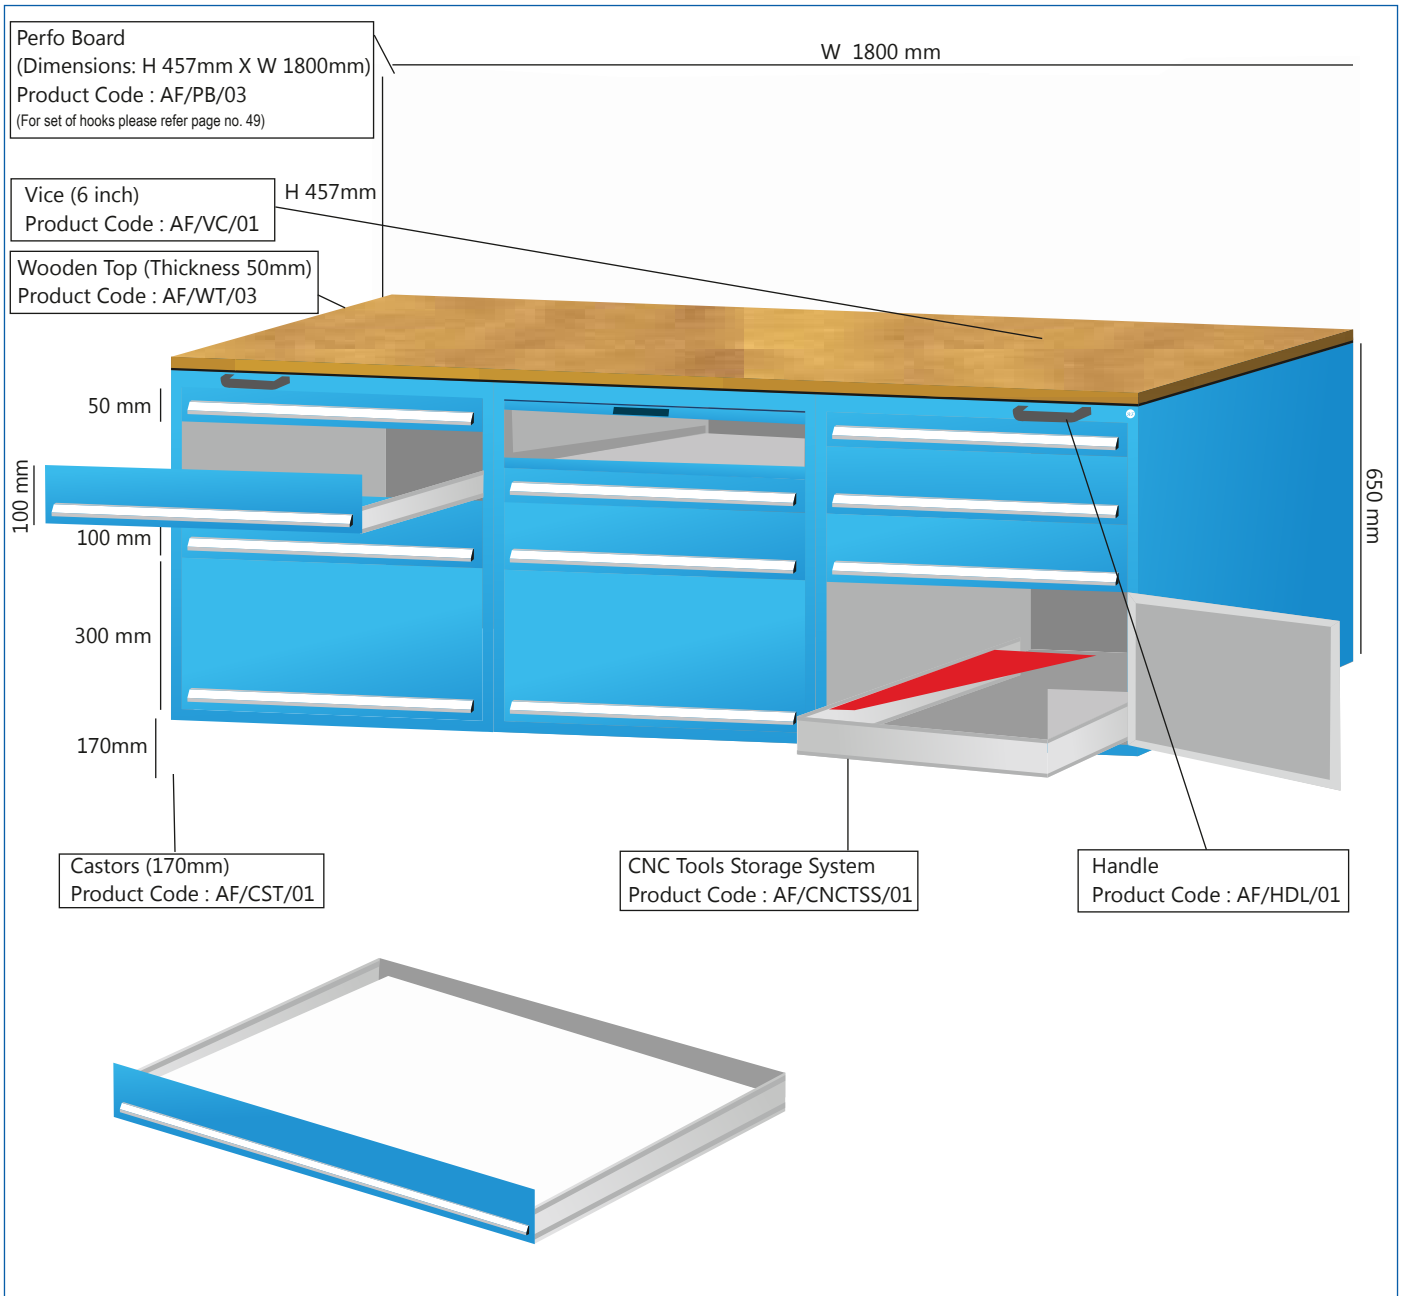 Perfo Board
(Dimensions: H 457mm X W 1800mm)
Product Code : AF/PB/03
(For set of hooks please refer page no. 49)
W 1800 mm
Vice (6 inch)
Product Code : AF/VC/01
H 457mm
Wooden Top (Thickness 50mm)
Product Code : AF/WT/03
50 mm
100 mm
100 mm
300 mm
170mm
650 mm
Castors (170mm)
Product Code : AF/CST/01
CNC Tools Storage System
Product Code : AF/CNCTSS/01
Handle
Product Code : AF/HDL/01